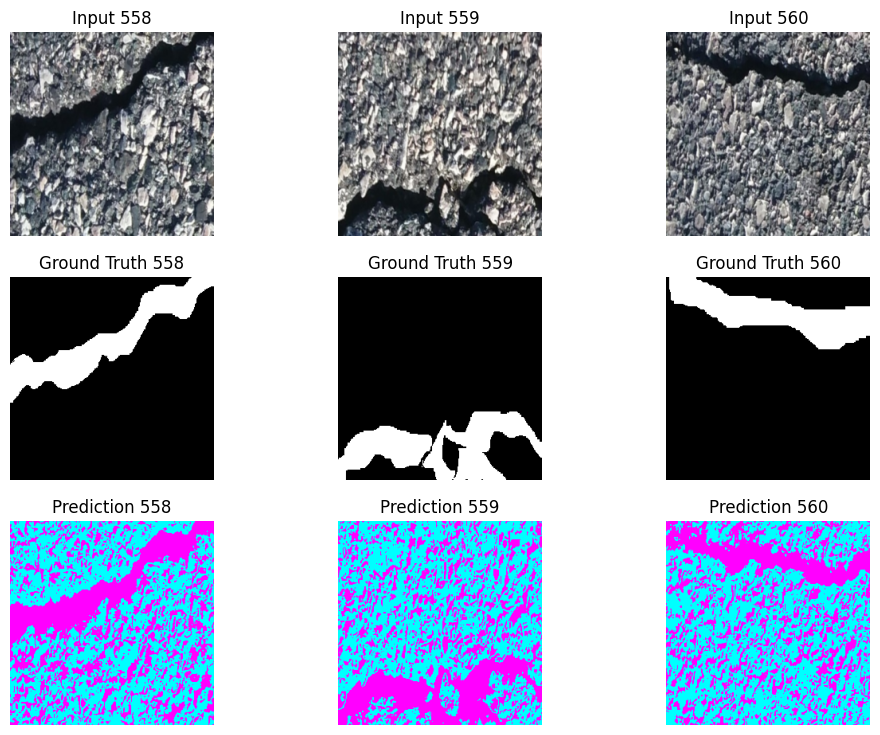 Input 558
Input 559
Input 560
Ground Truth 558
Ground Truth 559
Ground Truth 560
Prediction 558
Prediction 559
Prediction 560